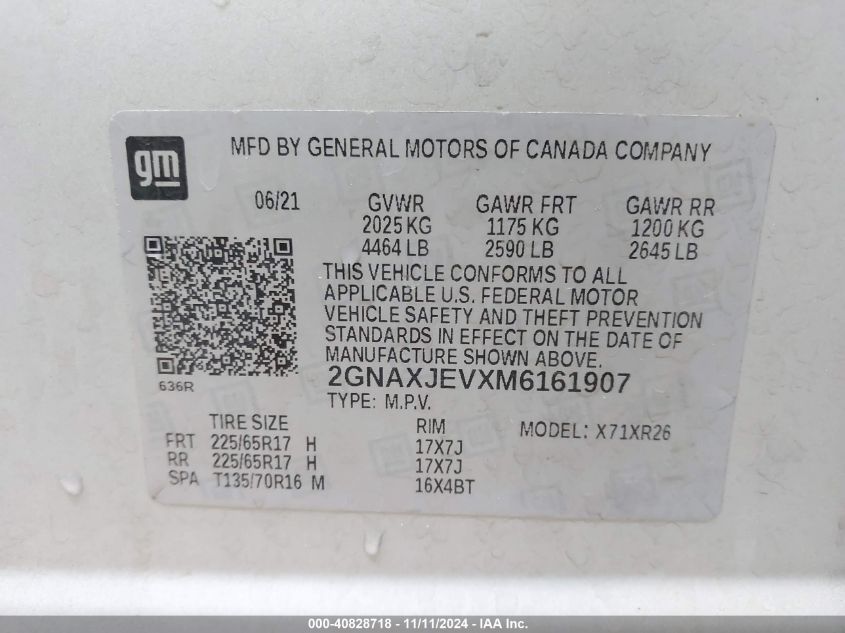 gm
MFD BY GENERAL MOTORS OF CANADA COMPANY
06/21 GVWR GAWR FRT GAWR RR
2025 KG 1175 KG 1200 KG
4464 LB 2590 LB 2645 LB
THIS VEHICLE CONFORMS TO ALL
APPLICABLE U.S. FEDERAL MOTOR
VEHICLE SAFETY AND THEFT PREVENTION
STANDARDS IN EFFECT ON THE DATE OF
MANUFACTURE SHOWN ABOVE.
636R
2GNAXJEVXM6161907
TYPE: M.P.V.
TIRE SIZE RIM MODEL: X71XR26
FRT 225/65R17 H 17X7J
RR 225/65R17 H 17X7J
SPA T135/70R16 M 16X4BT
000-40828718 - 11/11/2024 - IAAI, Inc.